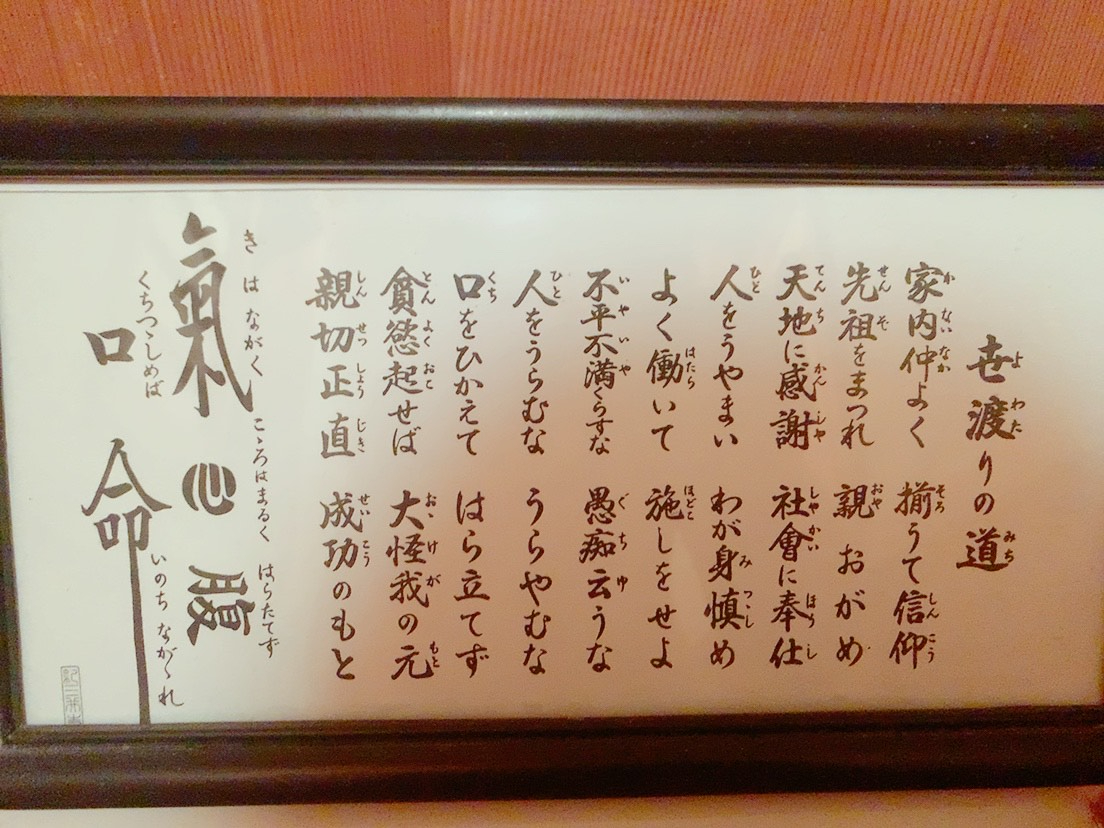 世渡りの道
家内仲よく 揃うて信仰
先祖をまつれ 親おがめ
天地に感謝 社會に奉仕
人をうやまい わが身慎め
よく働いて 施しをせよ
不平不満くらすな 愚痴云うな
人をうらむな うらやむな
口をひかえて はら立てず
貪慾起せば 大怪我の元
親切正直 成功のもと
きはながく こゝろはまるく はらたてず
氣 心 腹
くちつゝしめば いのちながゝれ
口 命